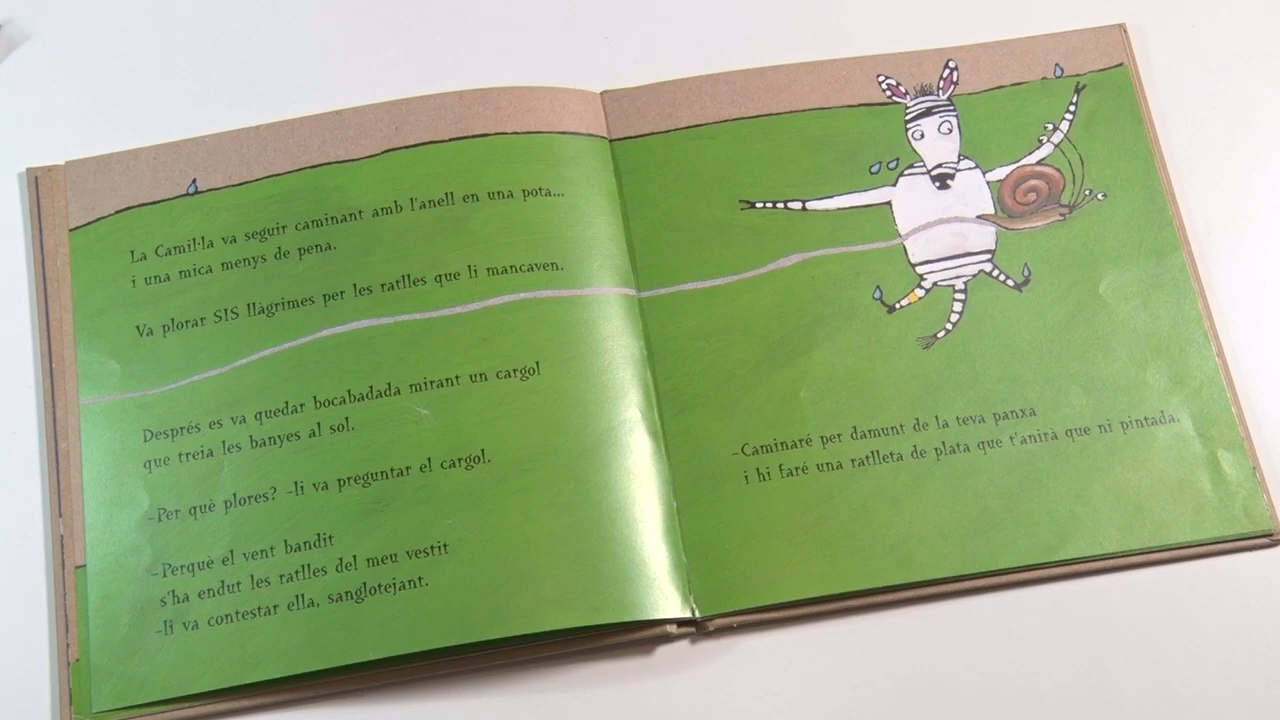 La Camil·la va seguir caminant amb l'anell en una pota...
i una mica menys de pena.
Va plorar SIS llàgrimes per les ratlles que li mancaven.
Després es va quedar bocabadada mirant un cargol
que treia les banyes al sol.
–Per què plores? –li va preguntar el cargol.
–Perquè el vent bandit
s'ha endut les ratlles del meu vestit
–li va contestar ella, sanglotejant.
–Caminaré per damunt de la teva panxa
i hi faré una ratlleta de plata que t'anirà que ni pintada.